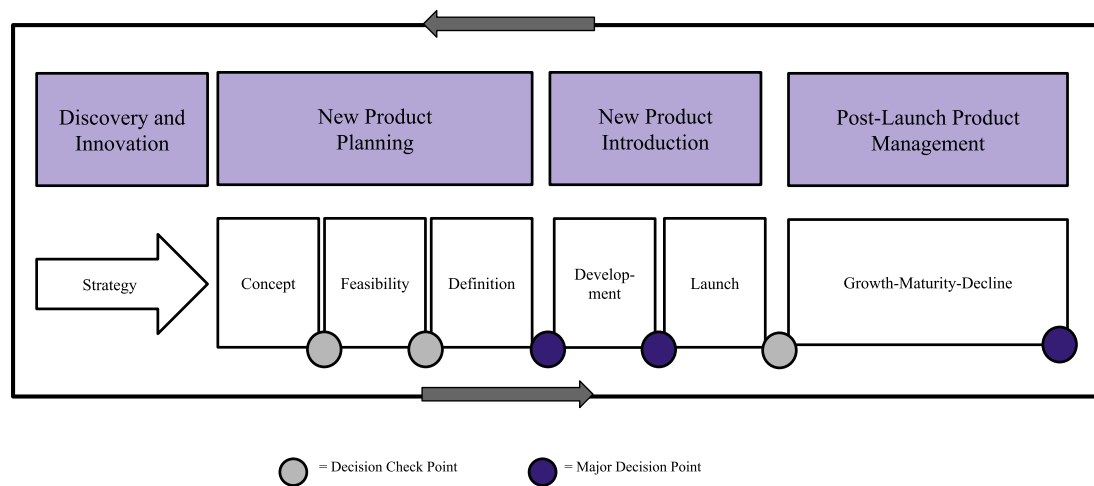 Discovery and
Innovation
New Product
Planning
New Product
Introduction
Post-Launch Product
Management
Strategy
Concept
Feasibility
Definition
Develop-
ment
Launch
Growth-Maturity-Decline
= Decision Check Point
= Major Decision Point